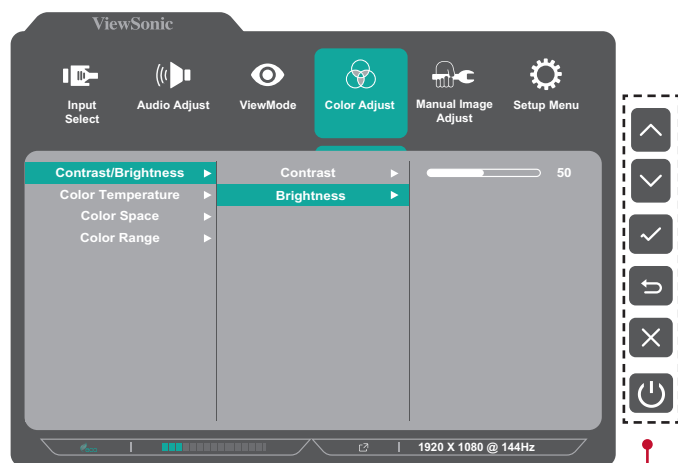 ViewSonic
Input
Select
Audio Adjust
ViewMode
Color Adjust
Manual Image
Adjust
Setup Menu
Contrast/Brightness
Contrast
50
Color Temperature
Brightness
Color Space
Color Range
eco
1920 X 1080 @ 144Hz